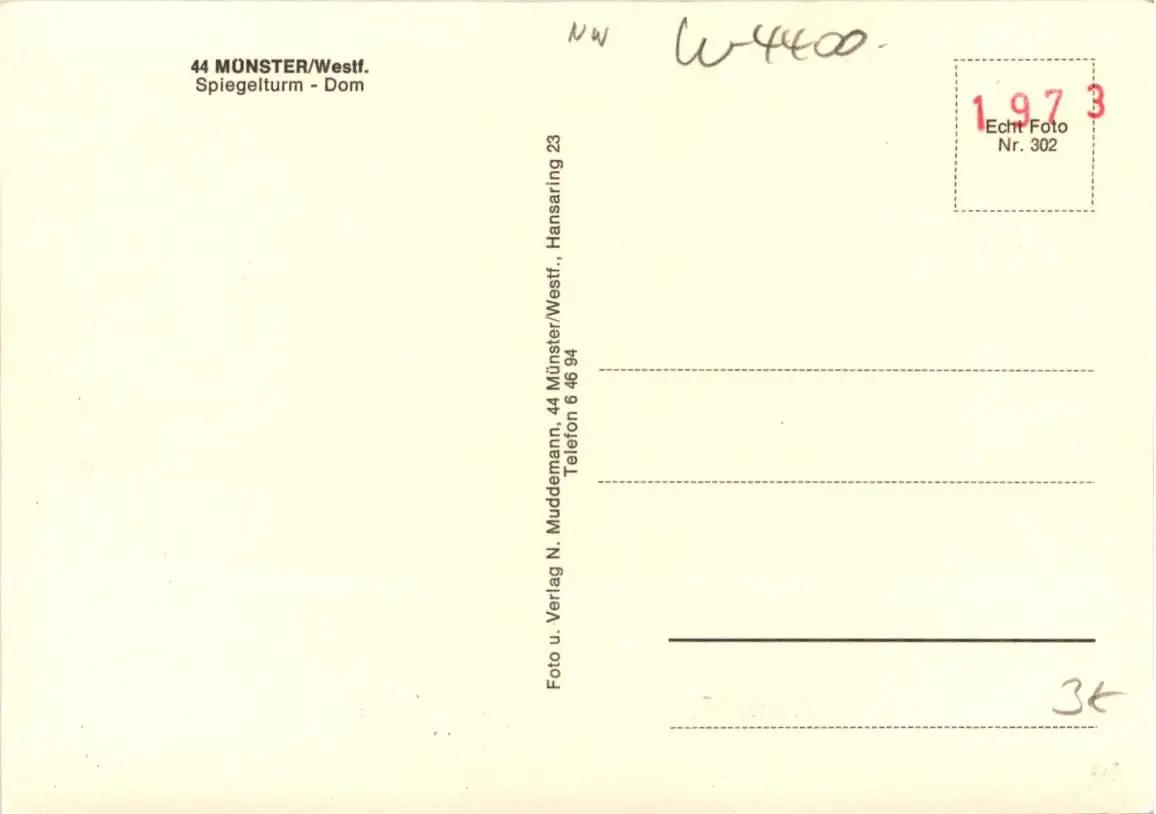 NW W-4400-
44 MÜNSTER/Westf.
Spiegelturm - Dom
1973
Echt Foto
Nr. 302
Foto u. Verlag N. Muddemann, 44 Münster/Westf., Hansaring 23
Telefon 6 46 94
3€